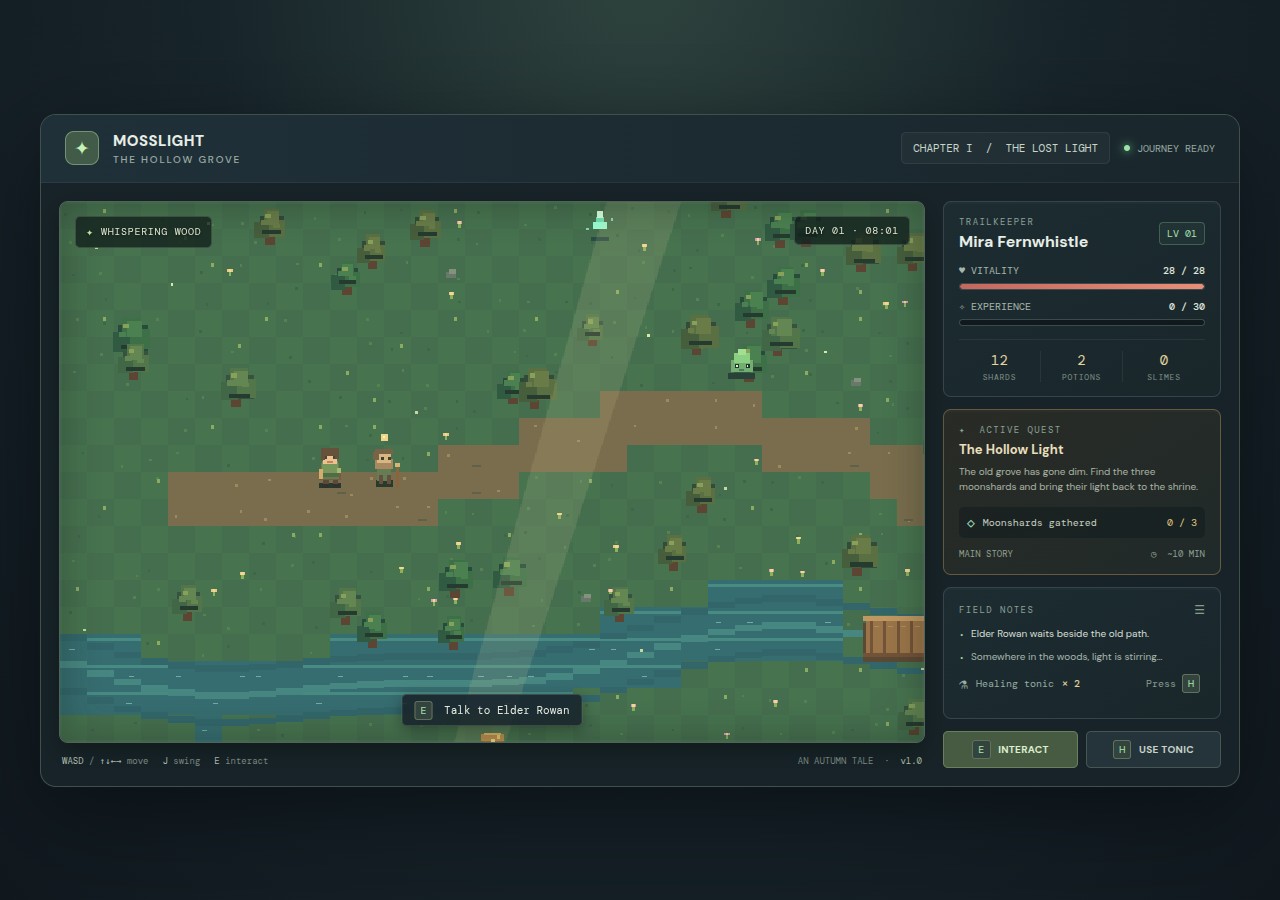 MOSSLIGHT
THE HOLLOW GROVE
CHAPTER I / THE LOST LIGHT
JOURNEY READY
WHISPERING WOOD
DAY 01 · 08:01
E Talk to Elder Rowan
WASD / ↑↓←→ move J swing E interact
AN AUTUMN TALE · v1.0
TRAILKEEPER
Mira Fernwhistle
LV 01
VITALITY 28 / 28
EXPERIENCE 0 / 30
12 2 0
SHARDS POTIONS SLIMES
ACTIVE QUEST
The Hollow Light
The old grove has gone dim. Find the three
moonshards and bring their light back to the shrine.
Moonshards gathered 0 / 3
MAIN STORY ~10 MIN
FIELD NOTES
• Elder Rowan waits beside the old path.
• Somewhere in the woods, light is stirring…
Healing tonic × 2 Press H
E INTERACT
H USE TONIC